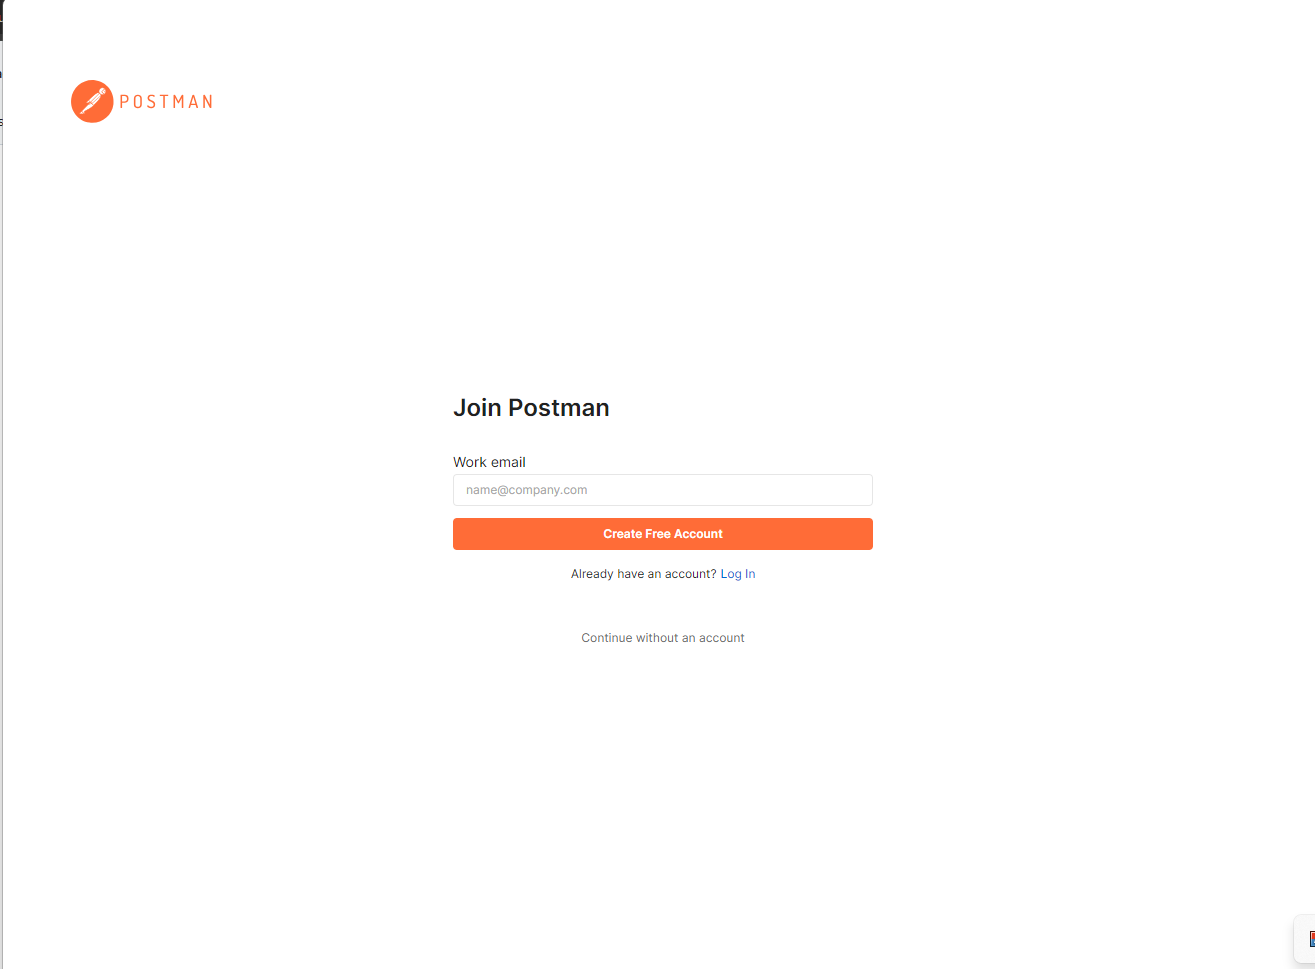 POSTMAN
Join Postman
Work email
name@company.com
Create Free Account
Already have an account? Log In
Continue without an account